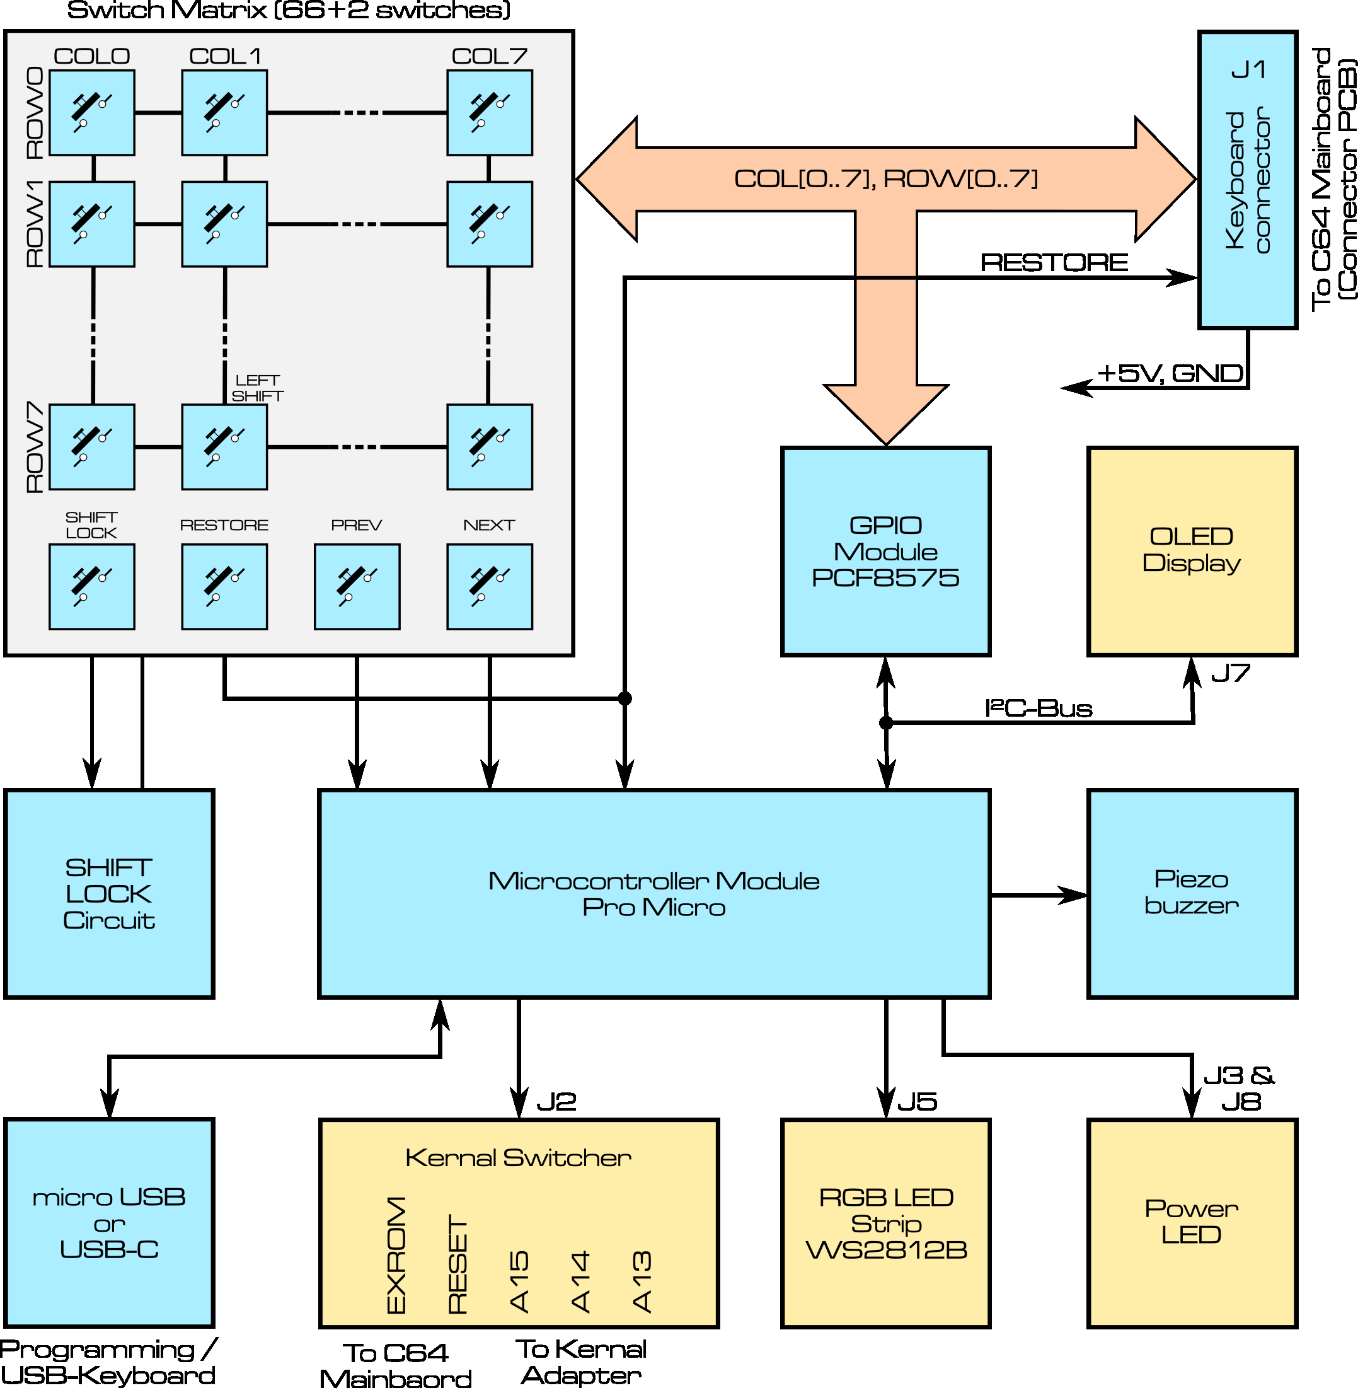 Switch Matrix (66+2 switches)
COL0
COL1
COL7
ROW0
ROW1
ROW7
LEFT
SHIFT
SHIFT
LOCK
RESTORE
PREV
NEXT
COL[0..7], ROW[0..7]
RESTORE
J1
Keyboard
connector
To C64 Mainboard
(Connector PCB)
+5V, GND
GPIO
Module
PCF8575
OLED
Display
J7
I²C-Bus
SHIFT
LOCK
Circuit
Microcontroller Module
Pro Micro
Piezo
buzzer
J2
J5
J3 &
J8
micro USB
or
USB-C
Programming /
USB-Keyboard
Kernal Switcher
EXROM
RESET
A15
A14
A13
To C64
Mainbaord
To Kernal
Adapter
RGB LED
Strip
WS2812B
Power
LED